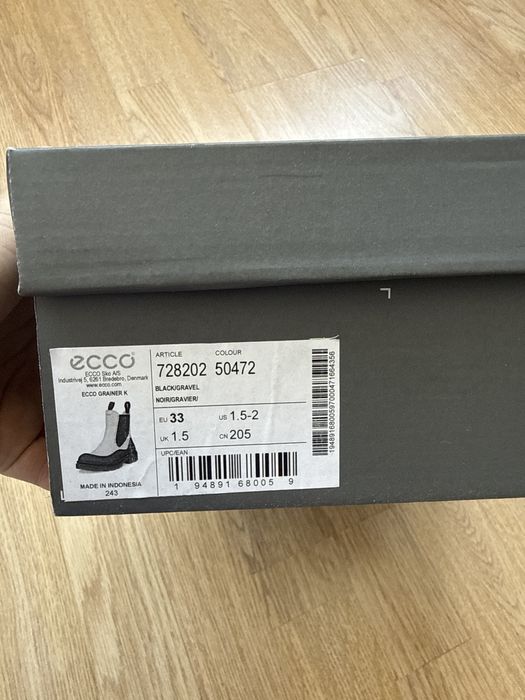 ecco
ECCO Sko A/S
Industrivej 5, 6261 Bredebro, Denmark
www.ecco.com
ECCO GRAINER K
MADE IN INDONESIA
243
ARTICLE COLOUR
728202 50472
BLACK/GRAVEL
NOIR/GRAVIER/
EU 33 US 1.5-2
UK 1.5 CN 205
UPC/EAN
1 94891 68005 9